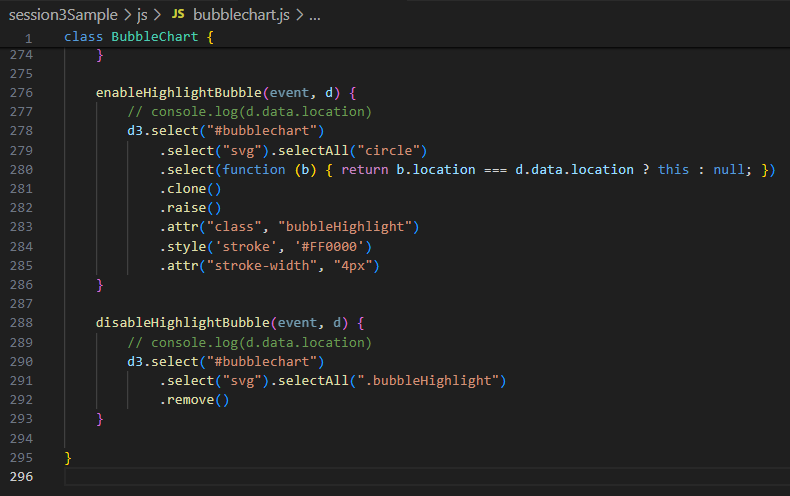 session3Sample > js > JS bubblechart.js > ...
1 class BubbleChart {
274 }
275
276 enableHighlightBubble(event, d) {
277 // console.log(d.data.location)
278 d3.select("#bubblechart")
279 .select("svg").selectAll("circle")
280 .select(function (b) { return b.location === d.data.location ? this : null; })
281 .clone()
282 .raise()
283 .attr("class", "bubbleHighlight")
284 .style('stroke', '#FF0000')
285 .attr("stroke-width", "4px")
286 }
287
288 disableHighlightBubble(event, d) {
289 // console.log(d.data.location)
290 d3.select("#bubblechart")
291 .select("svg").selectAll(".bubbleHighlight")
292 .remove()
293 }
294
295 }
296